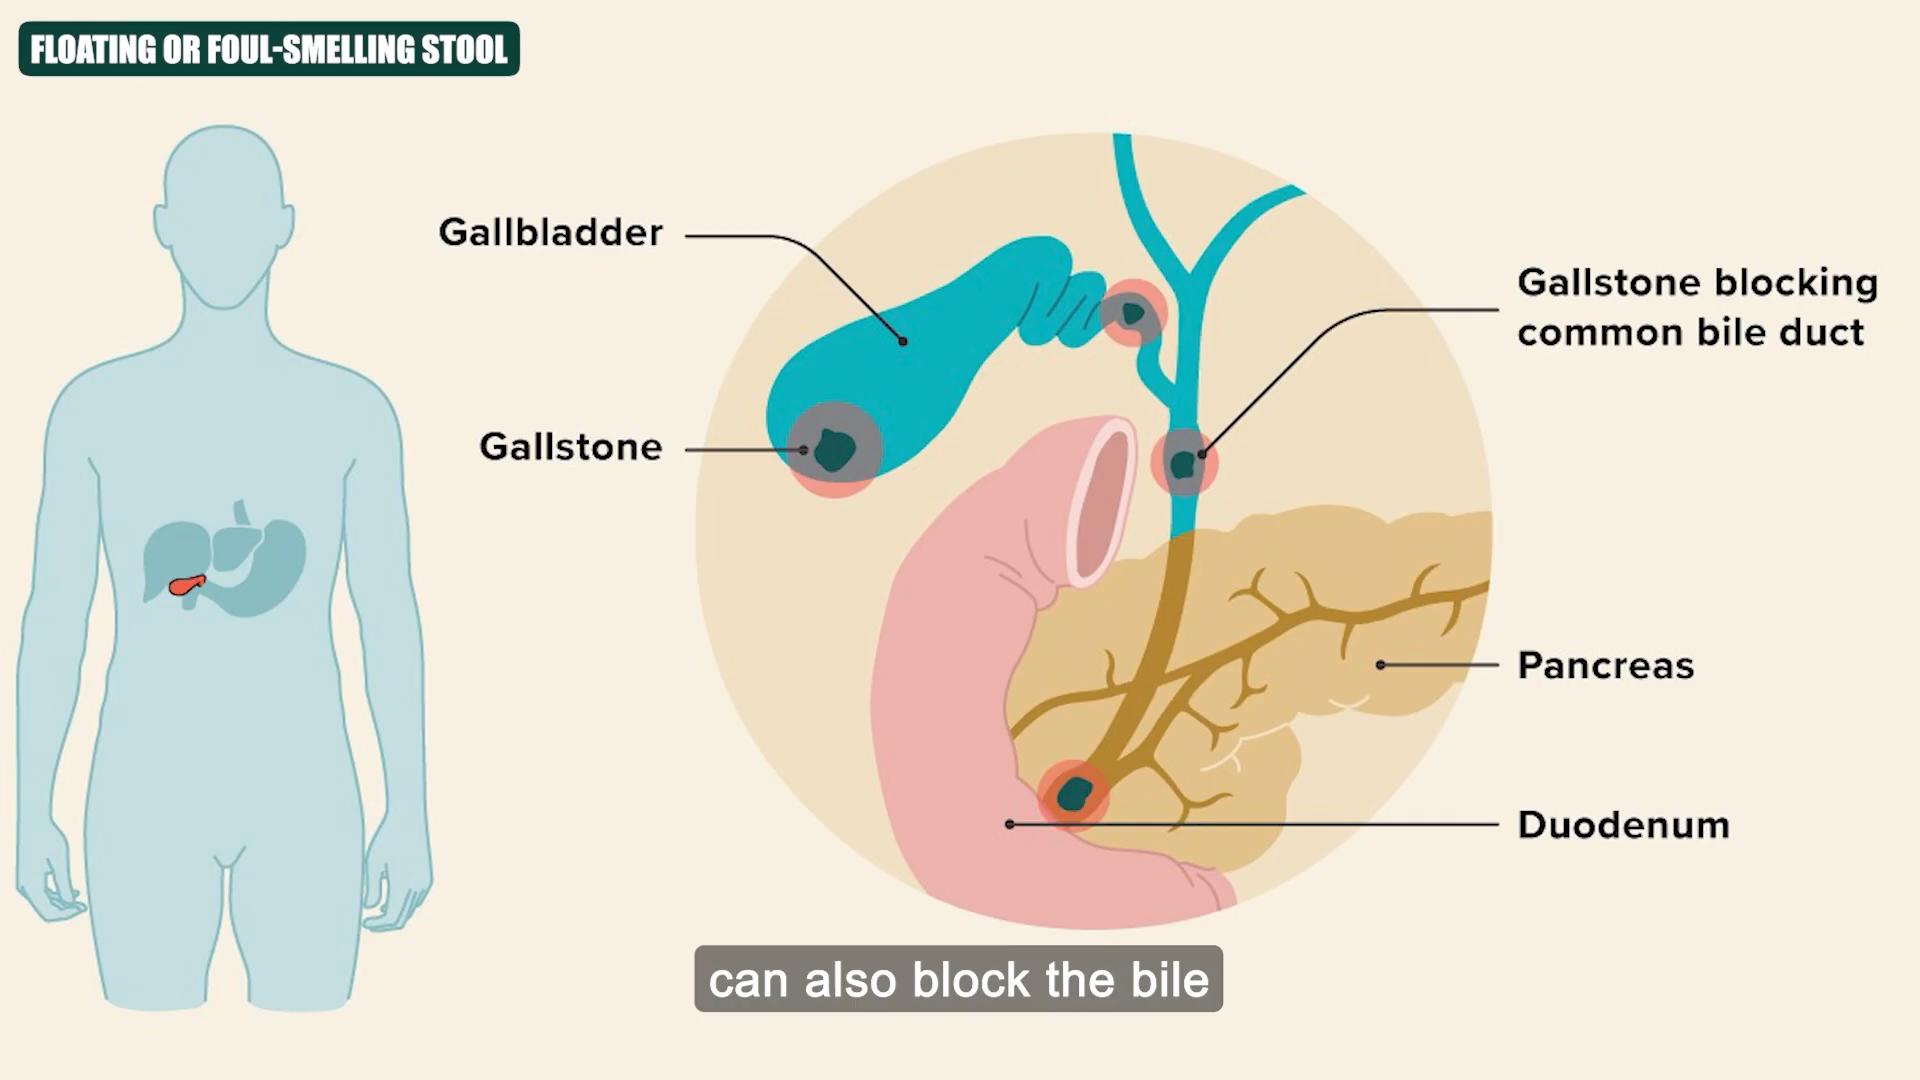 FLOATING OR FOUL-SMELLING STOOL
Gallbladder
Gallstone blocking
common bile duct
Gallstone
Pancreas
Duodenum
can also block the bile